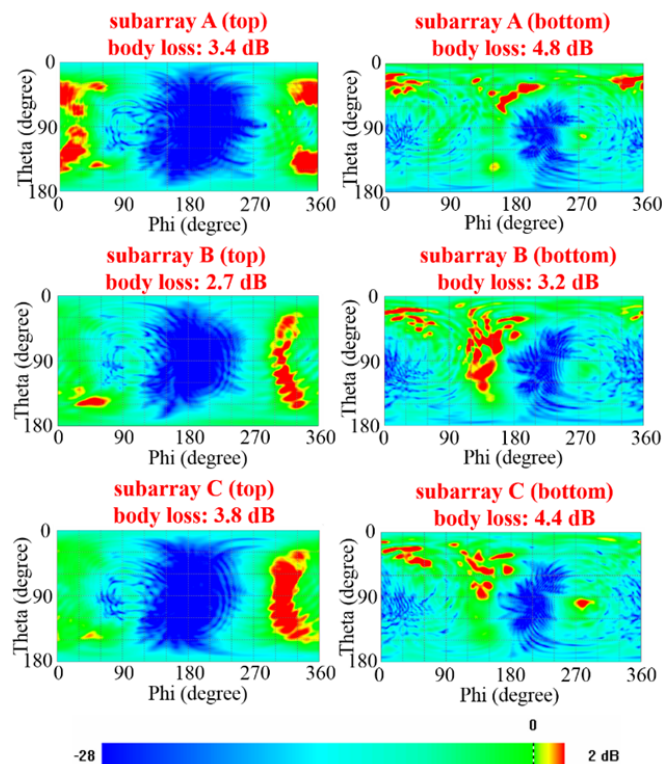 subarray A (top)
body loss: 3.4 dB
0
90
180
Theta (degree)
0 90 180 270 360
Phi (degree)
subarray A (bottom)
body loss: 4.8 dB
0
90
180
Theta (degree)
0 90 180 270 360
Phi (degree)
subarray B (top)
body loss: 2.7 dB
0
90
180
Theta (degree)
0 90 180 270 360
Phi (degree)
subarray B (bottom)
body loss: 3.2 dB
0
90
180
Theta (degree)
0 90 180 270 360
Phi (degree)
subarray C (top)
body loss: 3.8 dB
0
90
180
Theta (degree)
0 90 180 270 360
Phi (degree)
subarray C (bottom)
body loss: 4.4 dB
0
90
180
Theta (degree)
0 90 180 270 360
Phi (degree)
0
-28 2 dB